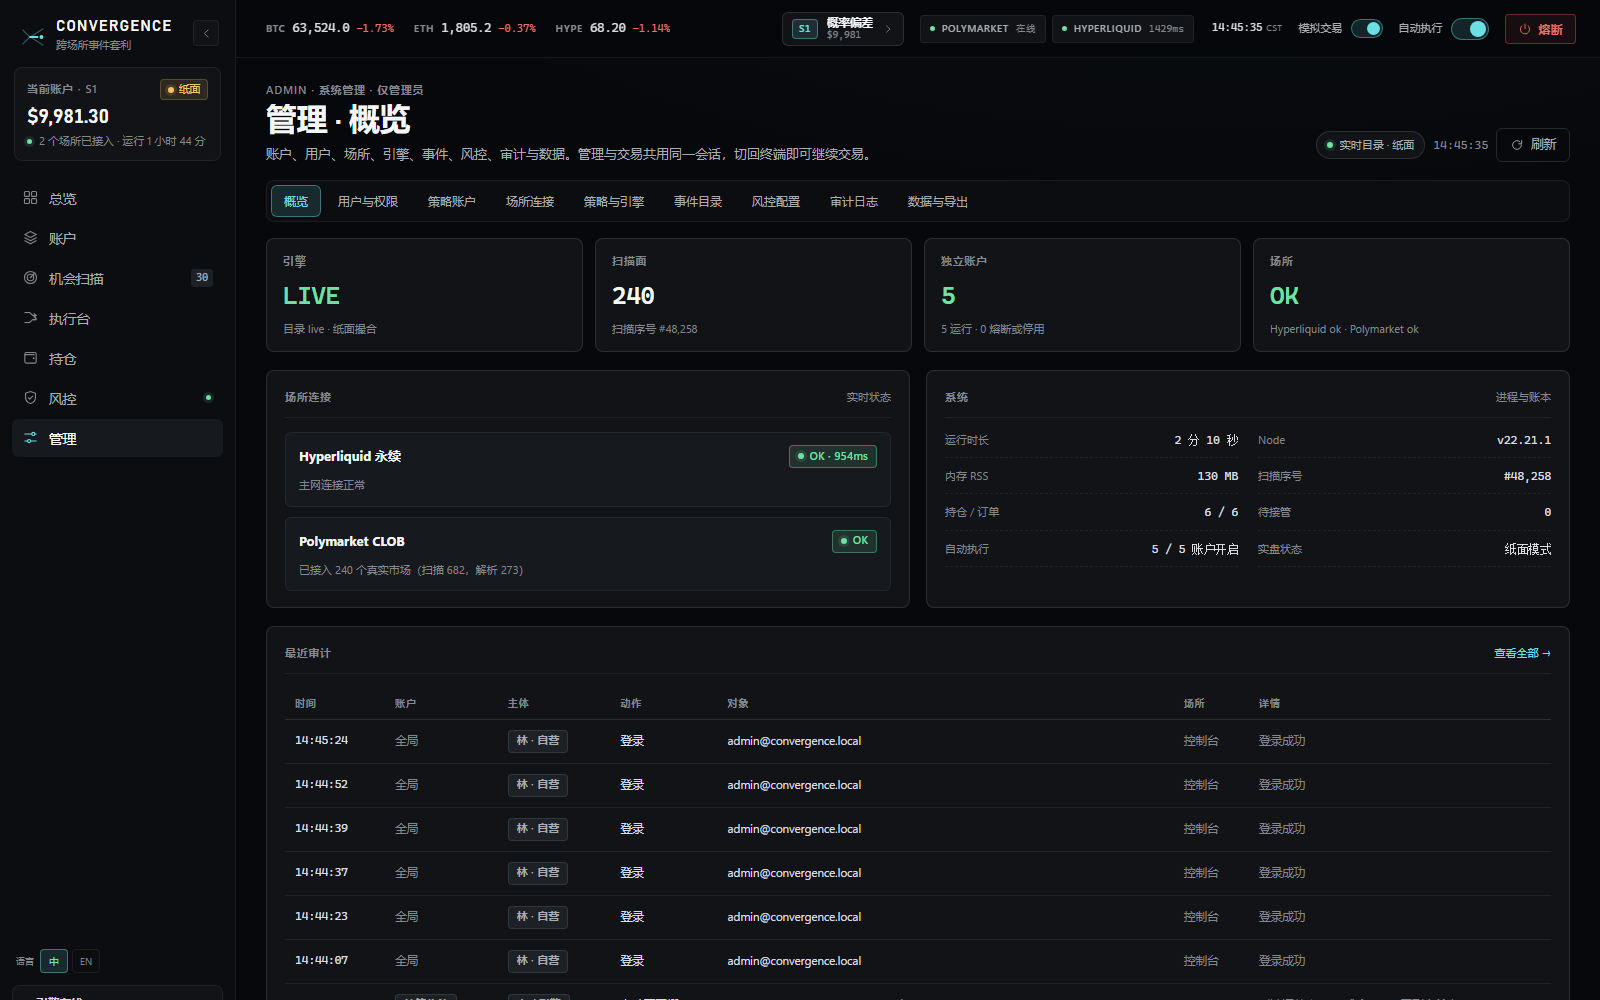 CONVERGENCE
跨场所事件套利
BTC 63,524.0 -1.73% ETH 1,805.2 -0.37% HYPE 68.20 -1.14%
S1 概率偏差 $9,981
POLYMARKET 在线
HYPERLIQUID 1429ms
14:45:35 CST
模拟交易
自动执行
熔断
当前账户 · S1 纸面
$9,981.30
2 个场所已接入 · 运行 1 小时 44 分
总览
账户
机会扫描 30
执行台
持仓
风控
管理
语言 中 EN
ADMIN · 系统管理 · 仅管理员
管理 · 概览
账户、用户、场所、引擎、事件、风控、审计与数据。管理与交易共用同一会话，切回终端即可继续交易。
实时目录 · 纸面 14:45:35 刷新
概览 用户与权限 策略账户 场所连接 策略与引擎 事件目录 风控配置 审计日志 数据与导出
引擎
LIVE
目录 live · 纸面撮合
扫描面
240
扫描序号 #48,258
独立账户
5
5 运行 · 0 熔断或停用
场所
OK
Hyperliquid ok · Polymarket ok
场所连接 实时状态
Hyperliquid 永续 OK · 954ms
主网连接正常
Polymarket CLOB OK
已接入 240 个真实市场（扫描 682，解析 273）
系统 进程与账本
运行时长 2 分 10 秒 Node v22.21.1
内存 RSS 130 MB 扫描序号 #48,258
持仓 / 订单 6 / 6 待接管 0
自动执行 5 / 5 账户开启 实盘状态 纸面模式
最近审计 查看全部 →
时间 账户 主体 动作 对象 场所 详情
14:45:24 全局 林 · 自营 登录 admin@convergence.local 控制台 登录成功
14:44:52 全局 林 · 自营 登录 admin@convergence.local 控制台 登录成功
14:44:39 全局 林 · 自营 登录 admin@convergence.local 控制台 登录成功
14:44:37 全局 林 · 自营 登录 admin@convergence.local 控制台 登录成功
14:44:23 全局 林 · 自营 登录 admin@convergence.local 控制台 登录成功
14:44:07 全局 林 · 自营 登录 admin@convergence.local 控制台 登录成功